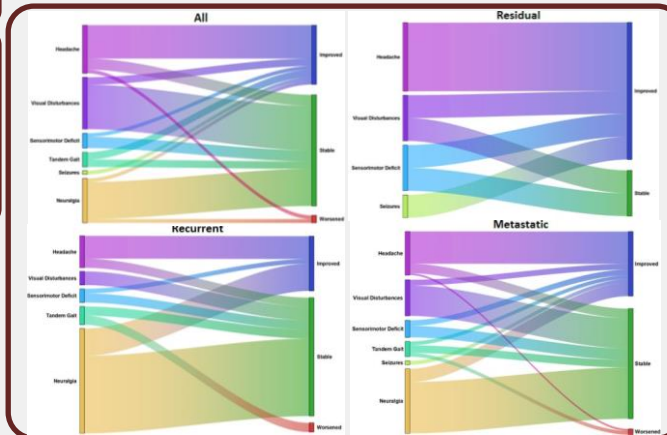 All
Headache
Visual Disturbances
Sensorimotor Deficit
Tandem Gait
Seizures
Neuralgia
Improved
Stable
Worsened
Residual
Headache
Visual Disturbances
Sensorimotor Deficit
Seizures
Improved
Stable
Recurrent
Headache
Visual Disturbances
Sensorimotor Deficit
Tandem Gait
Neuralgia
Improved
Stable
Worsened
Metastatic
Headache
Visual Disturbances
Sensorimotor Deficit
Tandem Gait
Seizures
Neuralgia
Improved
Stable
Worsened